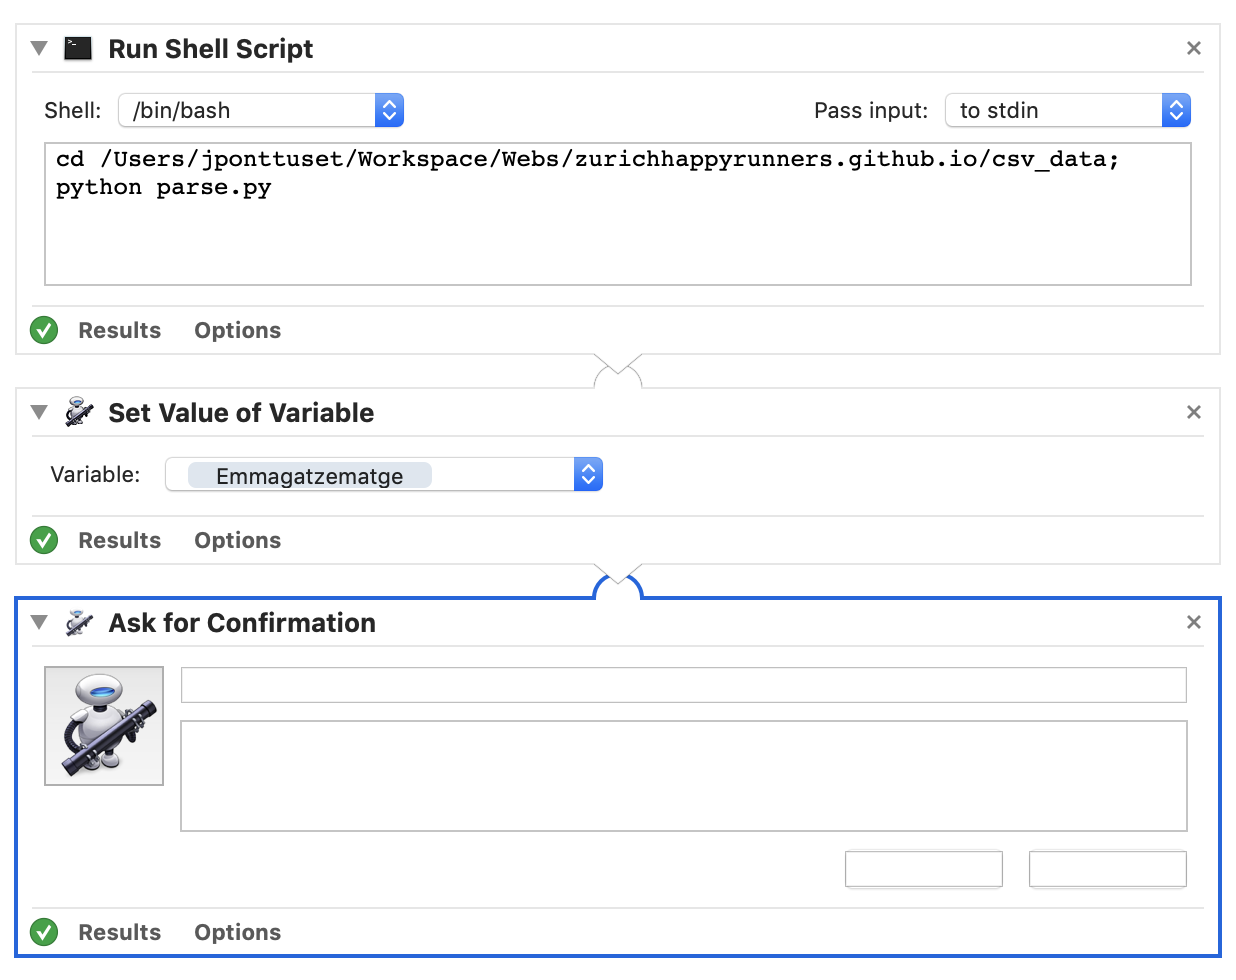 Run Shell Script
Shell: /bin/bash Pass input: to stdin
cd /Users/jponttuset/Workspace/Webs/zurichhappyrunners.github.io/csv_data;
python parse.py
Results Options
Set Value of Variable
Variable: Emmagatzematge
Results Options
Ask for Confirmation
Results Options